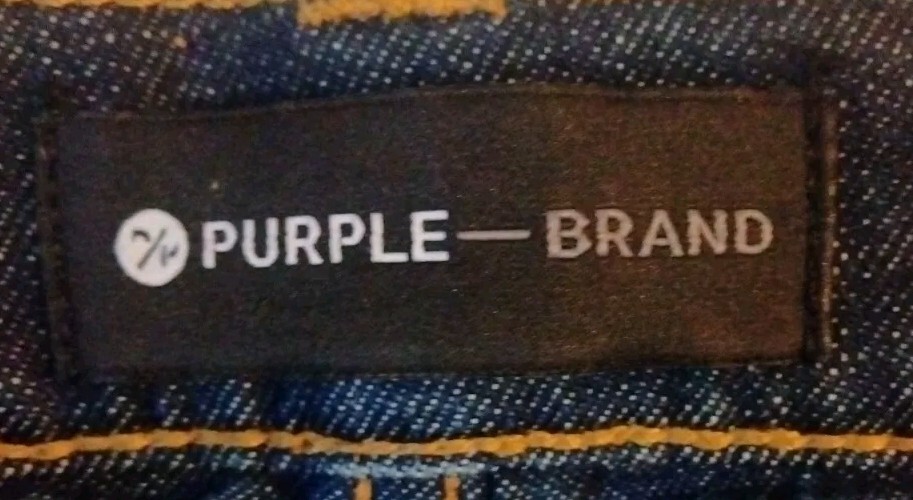 PURPLE — BRAND